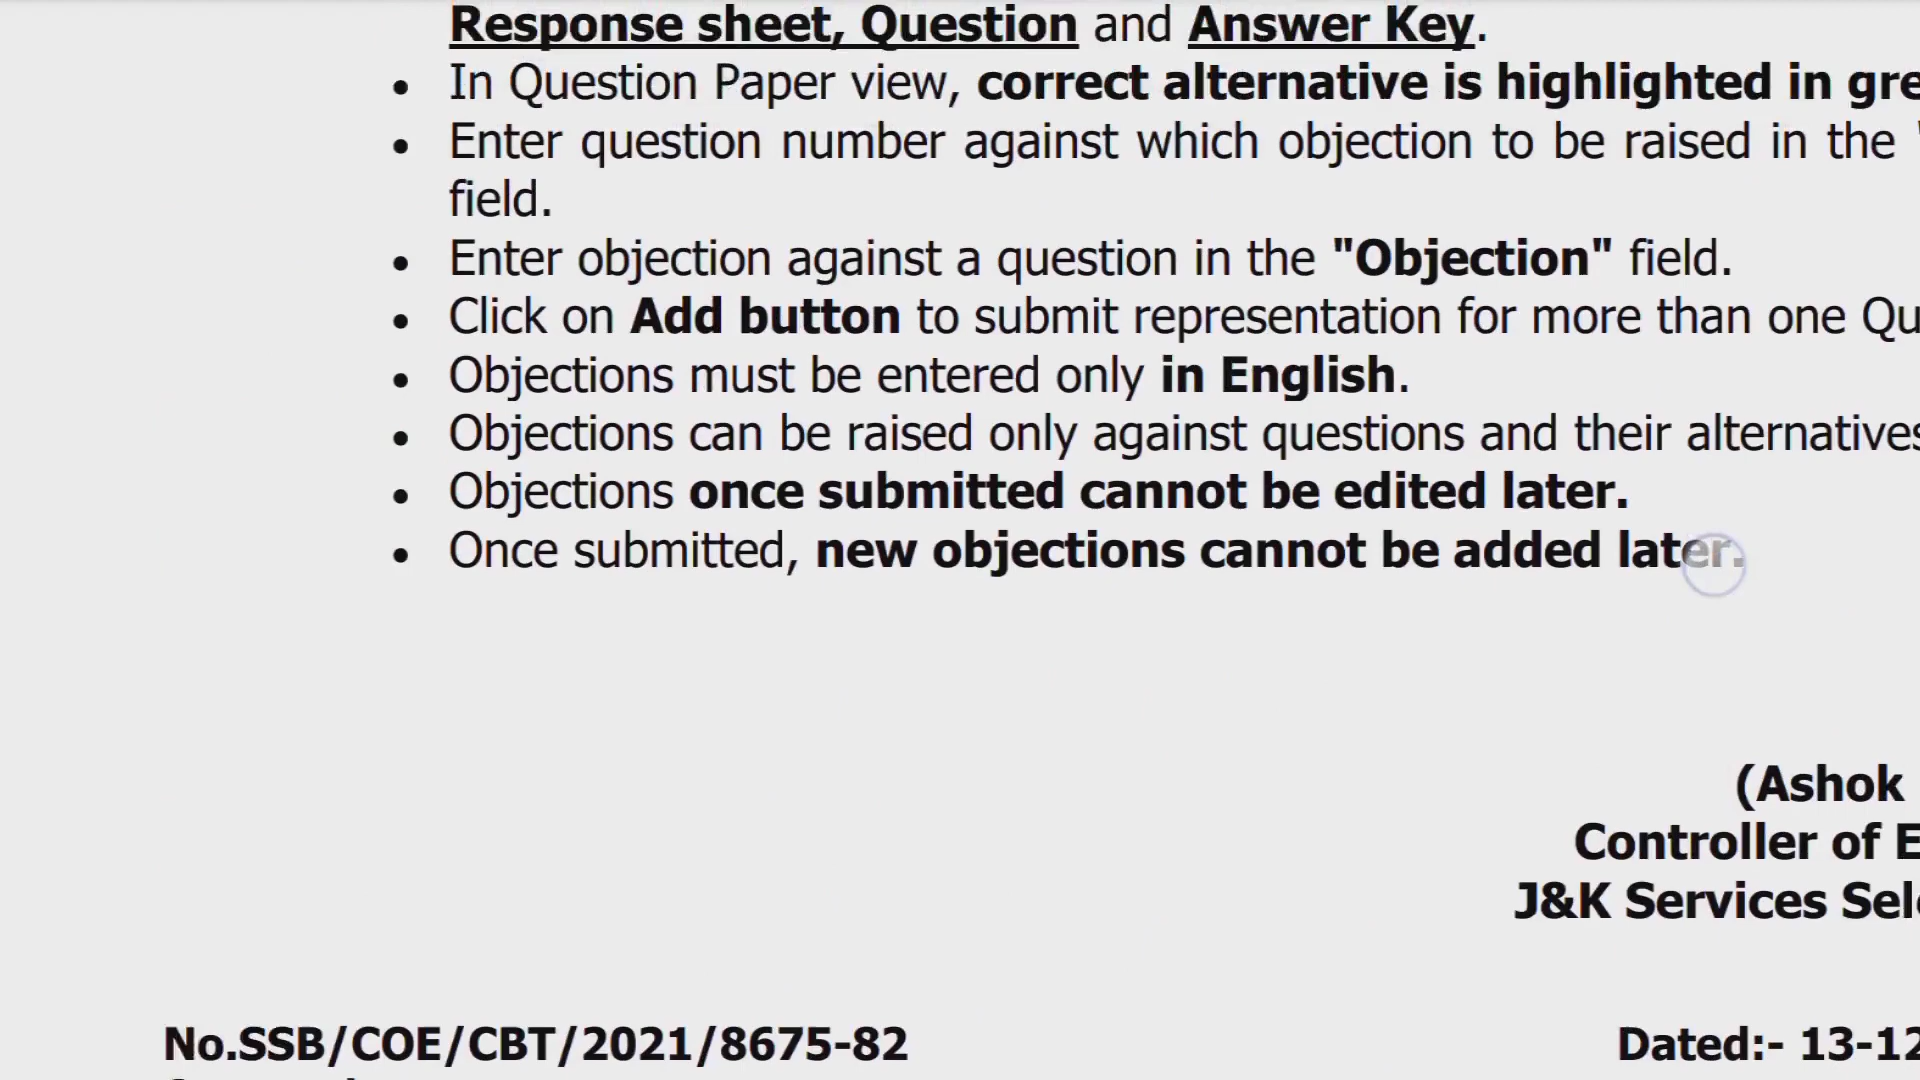 Response sheet, Question and Answer Key.
• In Question Paper view, correct alternative is highlighted in
• Enter question number against which objection to be raised in the
field.
• Enter objection against a question in the "Objection" field.
• Click on Add button to submit representation for more than one
• Objections must be entered only in English.
• Objections can be raised only against questions and their alternatives
• Objections once submitted cannot be edited later.
• Once submitted, new objections cannot be added later.
(Ashok
Controller of
J&K Services
No.SSB/COE/CBT/2021/8675-82
Dated:- 13-12